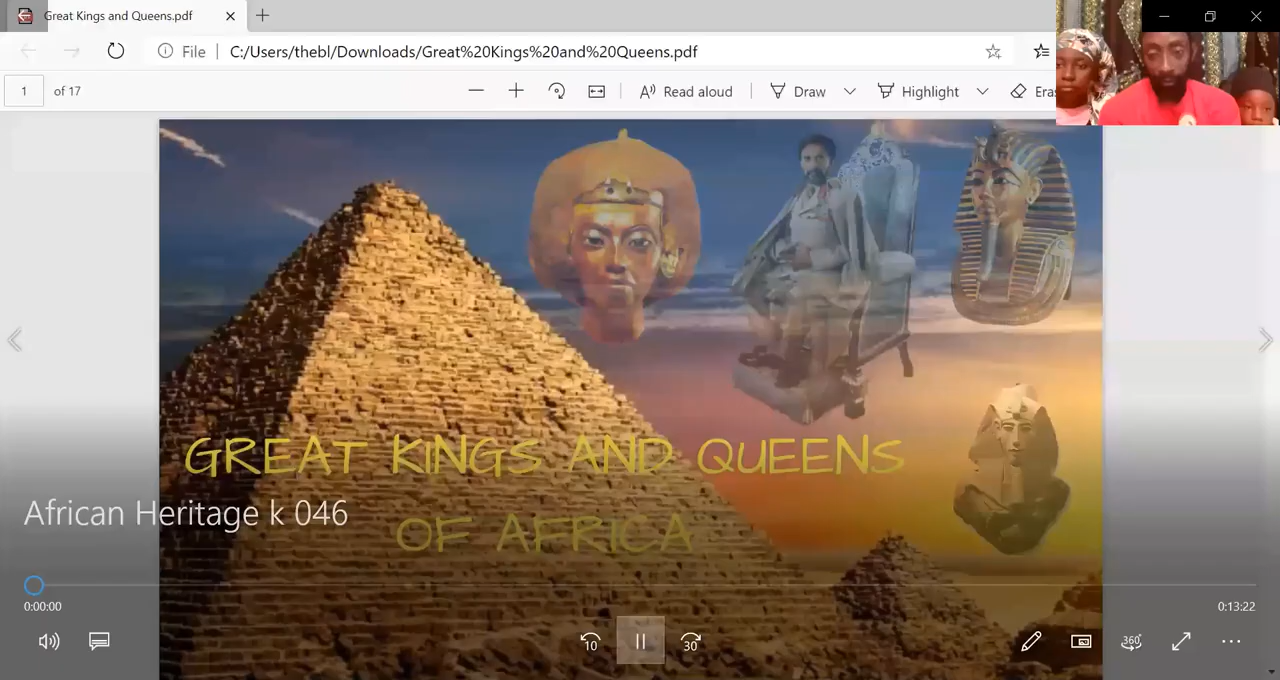 Great Kings and Queens.pdf
File
C:/Users/thebl/Downloads/Great%20Kings%20and%20Queens.pdf
1 of 17
Read aloud
Draw
Highlight
GREAT KINGS AND QUEENS
African Heritage k 046
OF AFRICA
0:00:00
0:13:22
10
30
360